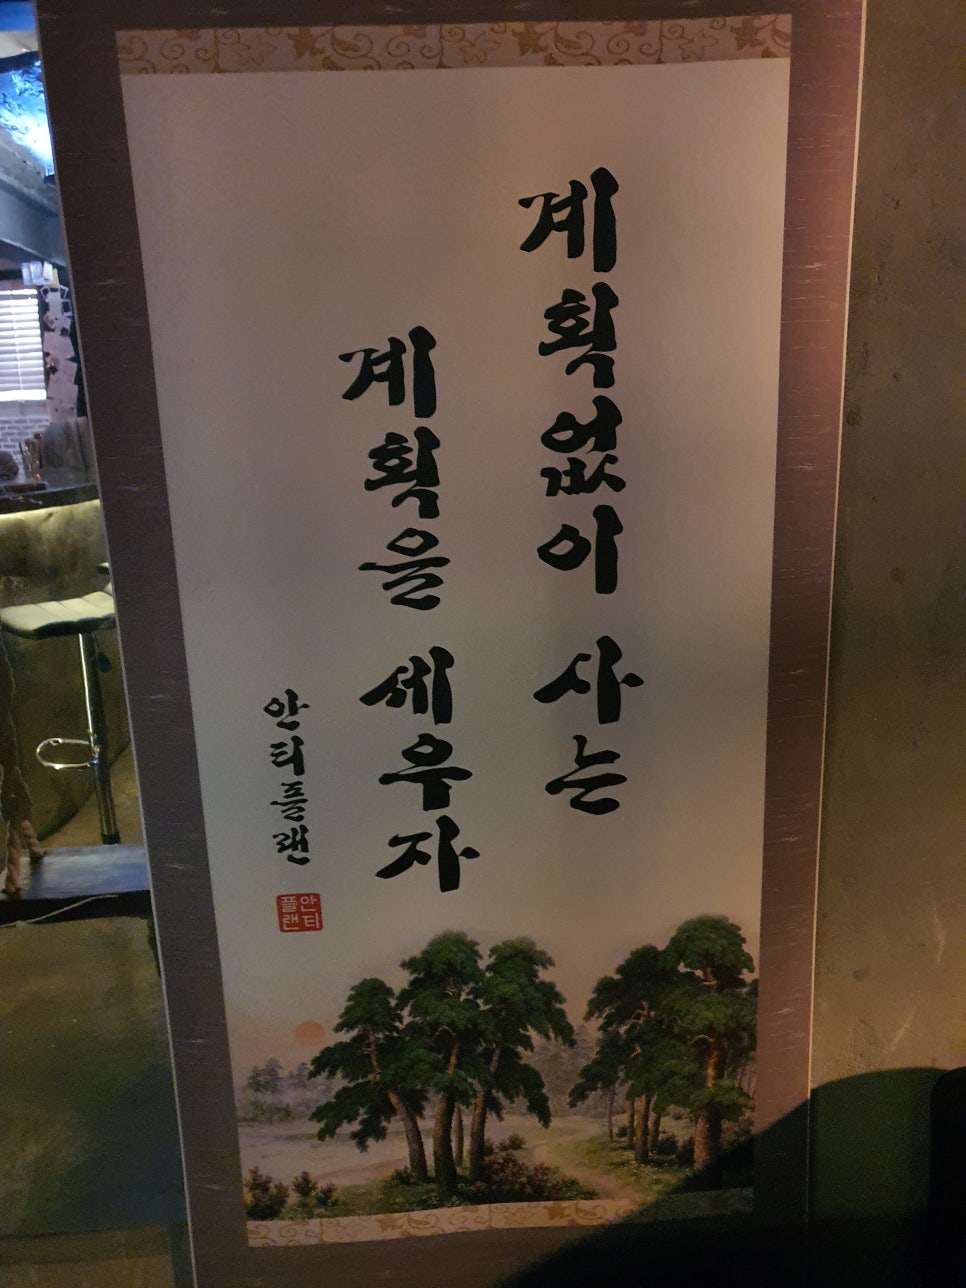 계획없이 사는
계획을 세우자
안티플랜
안티
플랜